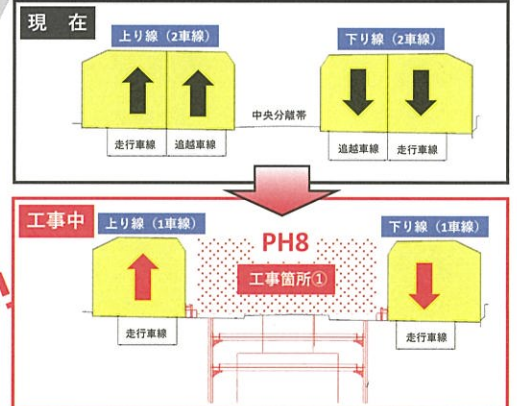 現 在
上り線（2車線）
下り線（2車線）
中央分離帯
走行車線
追越車線
追越車線
走行車線
工事中
上り線（1車線）
下り線（1車線）
PH8
工事箇所①
走行車線
走行車線